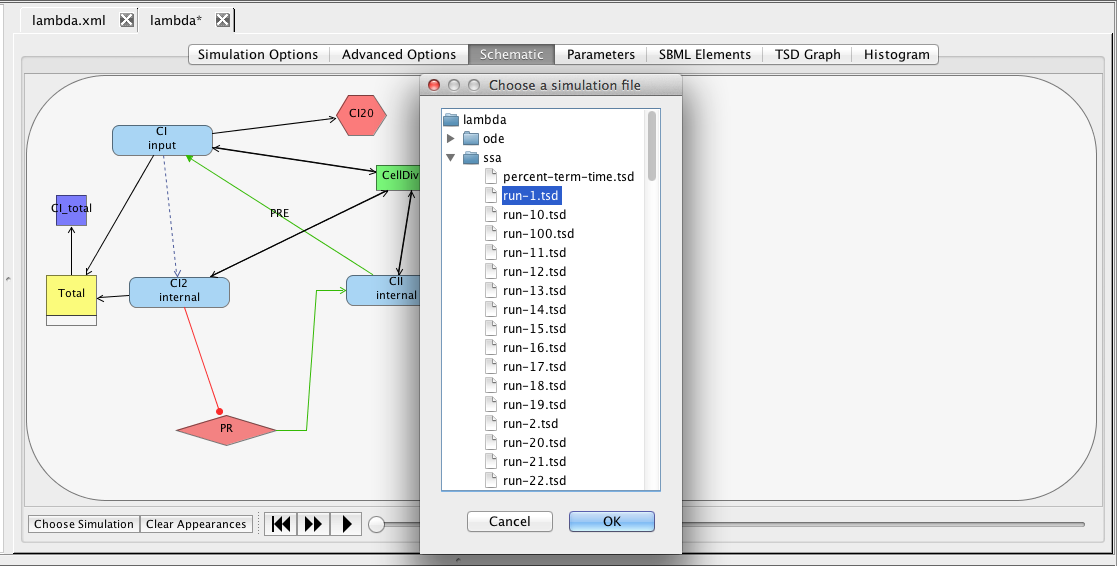 lambda.xml
lambda*
Simulation Options
Advanced Options
Schematic
Parameters
SBML Elements
TSD Graph
Histogram
Choose a simulation file
CI20
CI
input
CellDiv
CI_total
PRE
CI2
internal
CII
internal
Total
PR
lambda
ode
ssa
percent-term-time.tsd
run-1.tsd
run-10.tsd
run-100.tsd
run-11.tsd
run-12.tsd
run-13.tsd
run-14.tsd
run-15.tsd
run-16.tsd
run-17.tsd
run-18.tsd
run-19.tsd
run-2.tsd
run-20.tsd
run-21.tsd
run-22.tsd
Cancel
OK
Choose Simulation
Clear Appearances